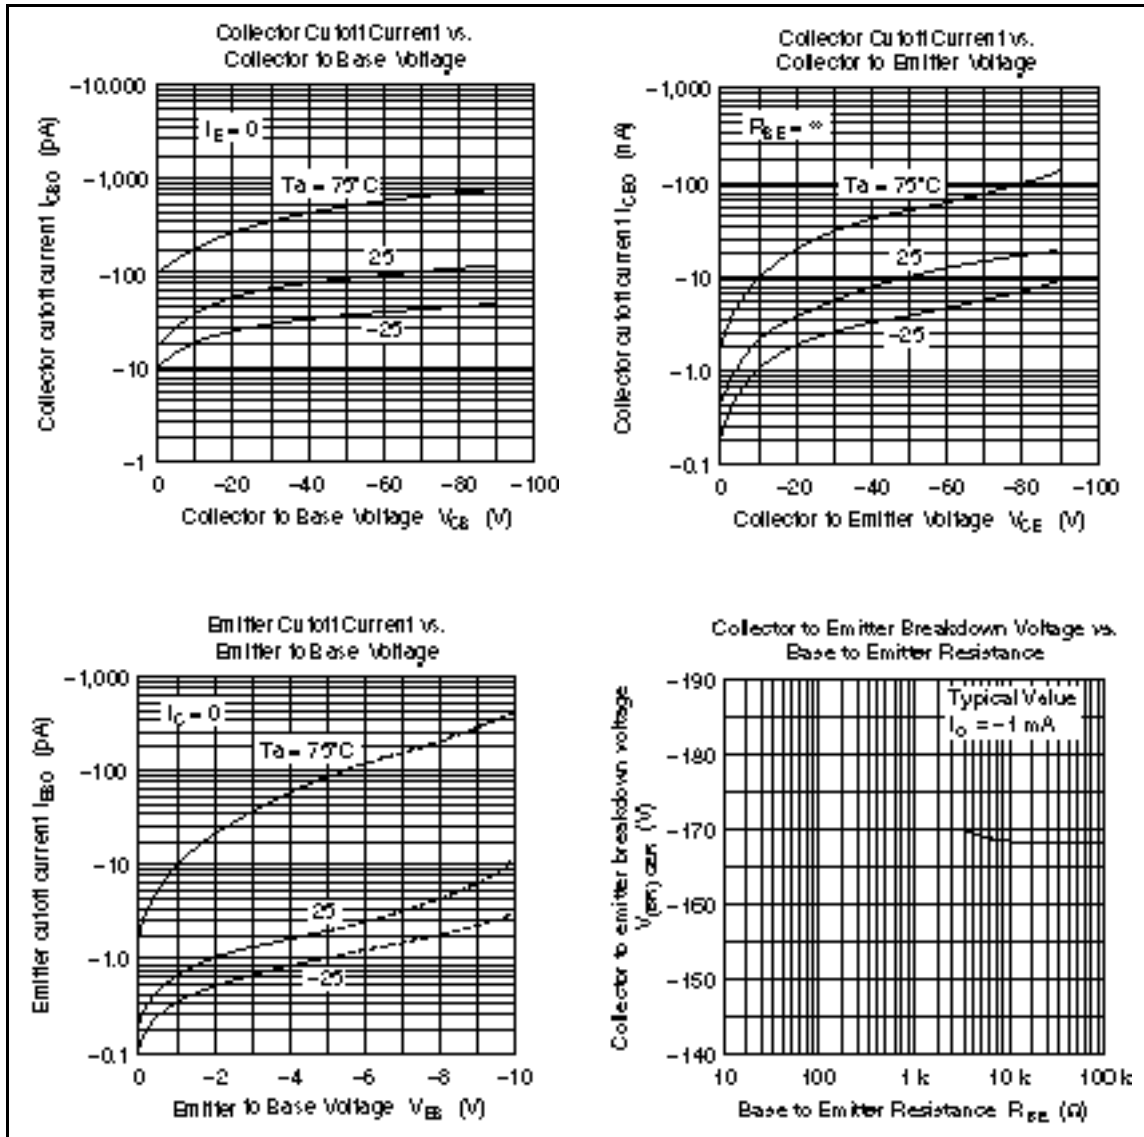 Collector Cutoff Current vs.
Collector to Base Voltage
-10,000
-1,000
-100
-10
-1
I_E = 0
Ta = 75°C
25
-25
0 -20 -40 -60 -80 -100
Collector to Base Voltage V_CB (V)
Collector cutoff current I_CBO (pA)
Collector Cutoff Current vs.
Collector to Emitter Voltage
-1,000
-100
-10
-1.0
-0.1
R_BE = ∞
Ta = 75°C
25
-25
0 -20 -40 -60 -80 -100
Collector to Emitter Voltage V_CE (V)
Collector cutoff current I_CEO (nA)
Emitter Cutoff Current vs.
Emitter to Base Voltage
-1,000
-100
-10
-1.0
-0.1
I_C = 0
Ta = 75°C
25
-25
0 -2 -4 -6 -8 -10
Emitter to Base Voltage V_EB (V)
Emitter cutoff current I_EBO (pA)
Collector to Emitter Breakdown Voltage vs.
Base to Emitter Resistance
-190
-180
-170
-160
-150
-140
Typical Value
I_C = -1 mA
10 100 1 k 10 k 100 k
Base to Emitter Resistance R_BE (Ω)
Collector to emitter breakdown voltage
V_(BR) CER (V)